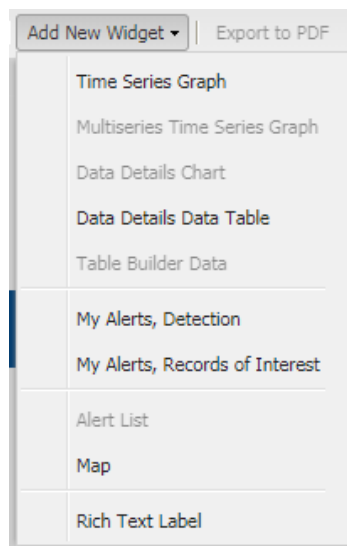 Add New Widget Export to PDF
Time Series Graph
Multiseries Time Series Graph
Data Details Chart
Data Details Data Table
Table Builder Data
My Alerts, Detection
My Alerts, Records of Interest
Alert List
Map
Rich Text Label